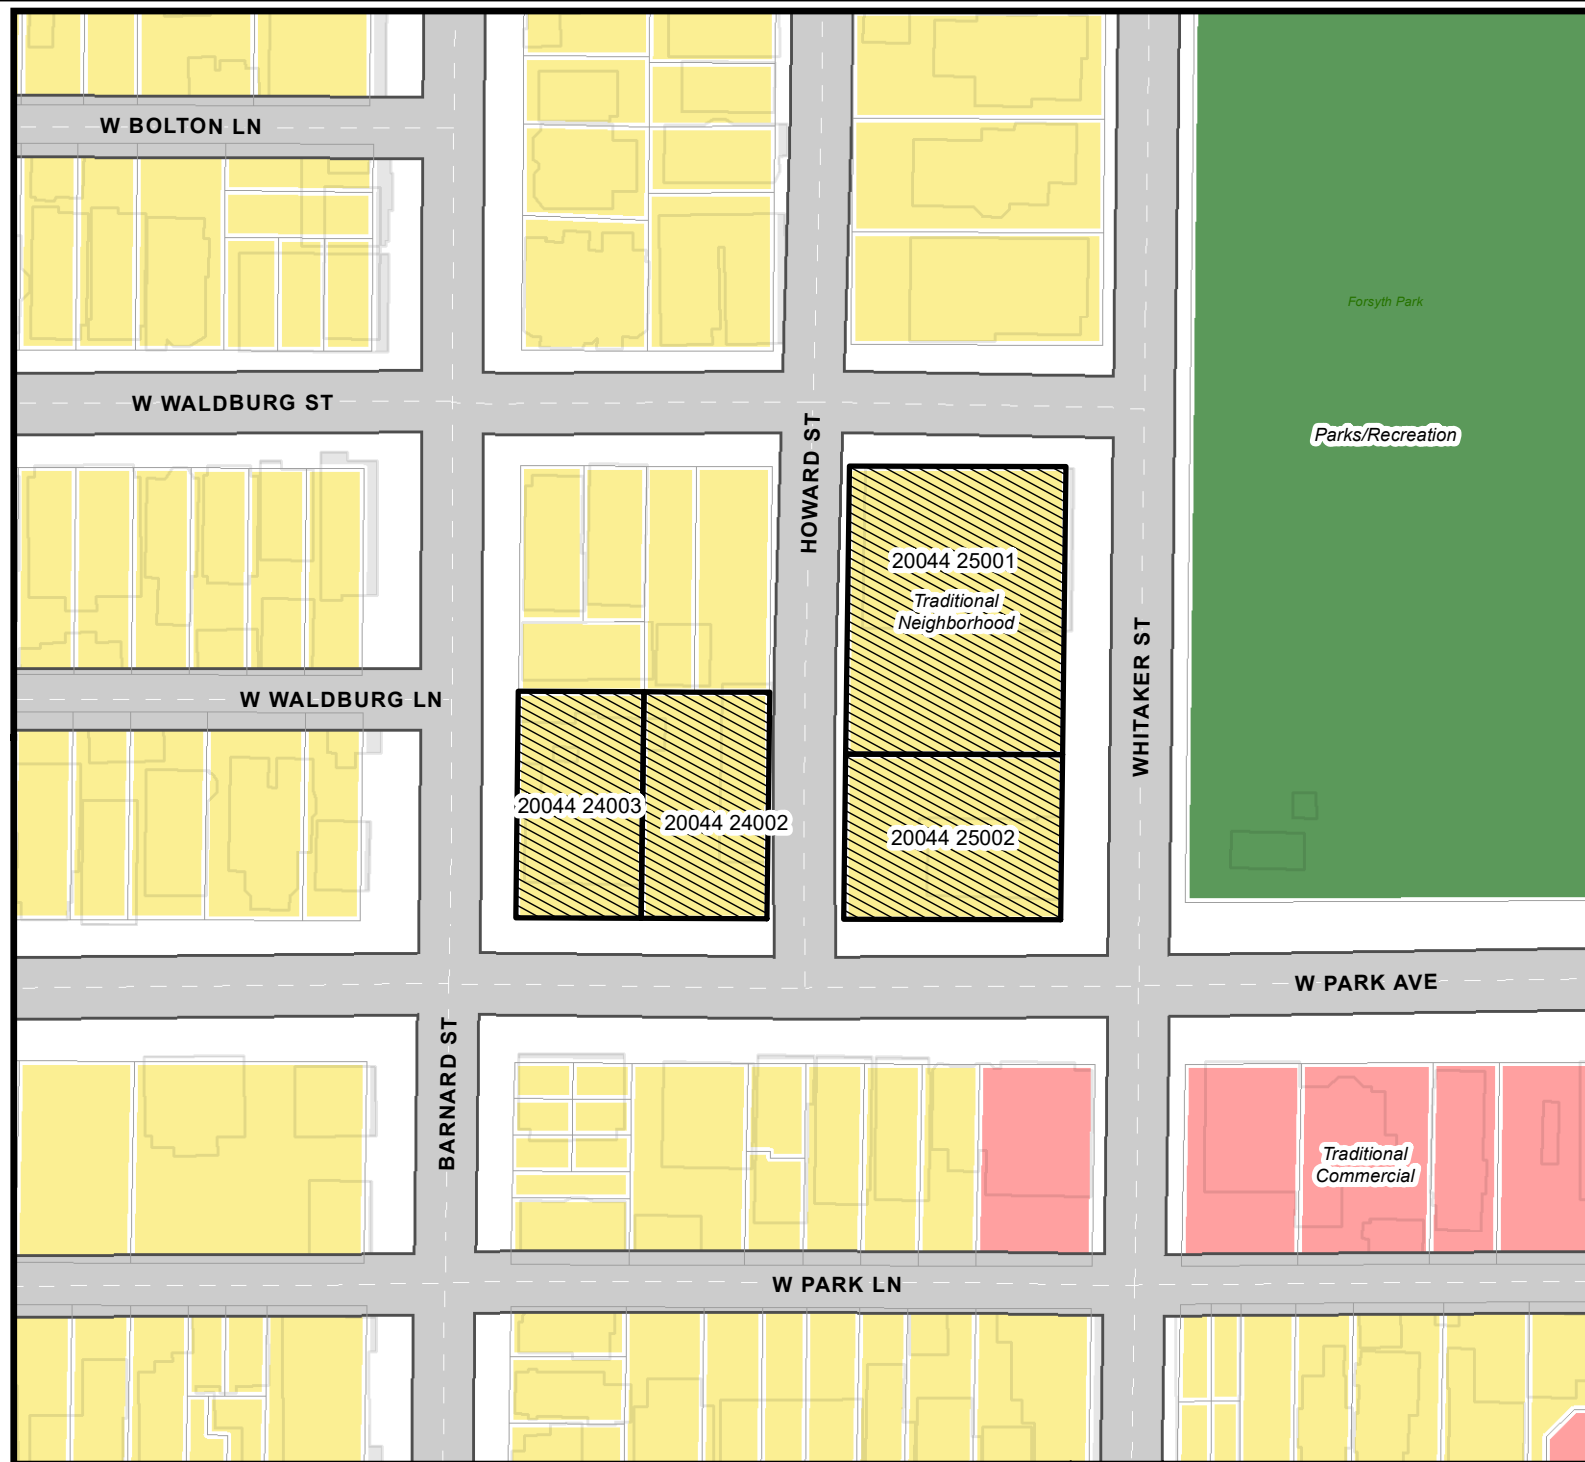 W BOLTON LN
Forsyth Park
W WALDBURG ST
Parks/Recreation
HOWARD ST
20044 25001
Traditional
Neighborhood
WHITAKER ST
W WALDBURG LN
20044 24003
20044 24002
20044 25002
W PARK AVE
BARNARD ST
Traditional
Commercial
W PARK LN